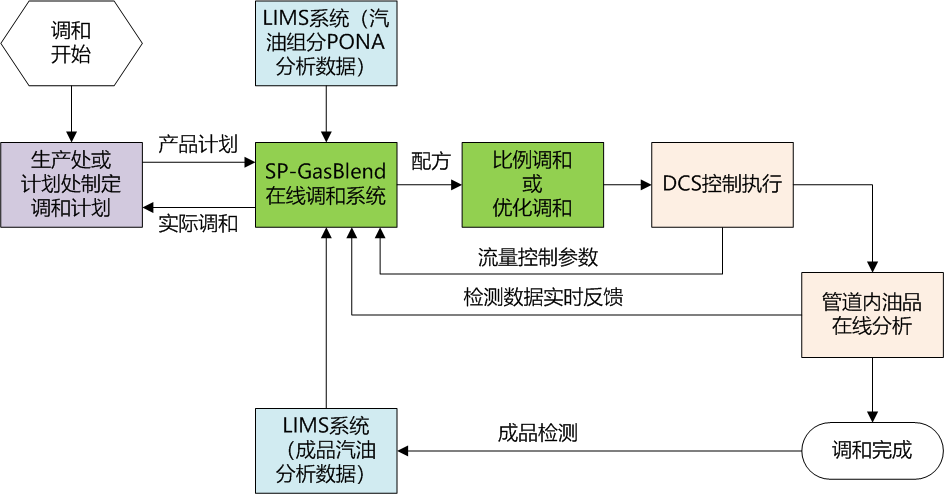 调和
开始
LIMS系统（汽
油组分PONA
分析数据）
生产处或
计划处制定
调和计划
产品计划
实际调和
SP-GasBlend
在线调和系统
配方
比例调和
或
优化调和
DCS控制执行
流量控制参数
检测数据实时反馈
管道内油品
在线分析
LIMS系统
（成品汽油
分析数据）
成品检测
调和完成